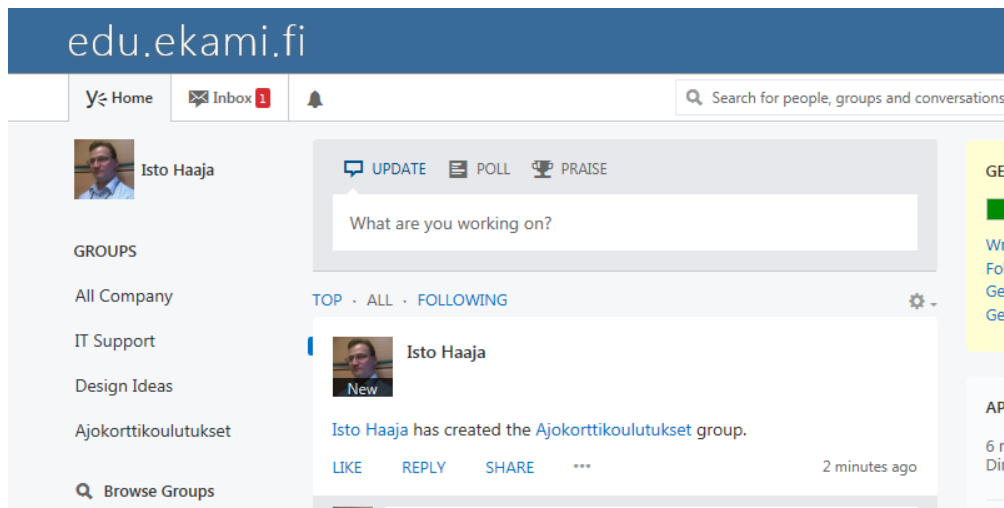 edu.ekami.fi
Home
Inbox 1
Search for people, groups and conversations
Isto Haaja
GROUPS
All Company
IT Support
Design Ideas
Ajokorttikoulutukset
Browse Groups
UPDATE POLL PRAISE
What are you working on?
TOP · ALL · FOLLOWING
Isto Haaja
New
Isto Haaja has created the Ajokorttikoulutukset group.
LIKE REPLY SHARE ••• 2 minutes ago